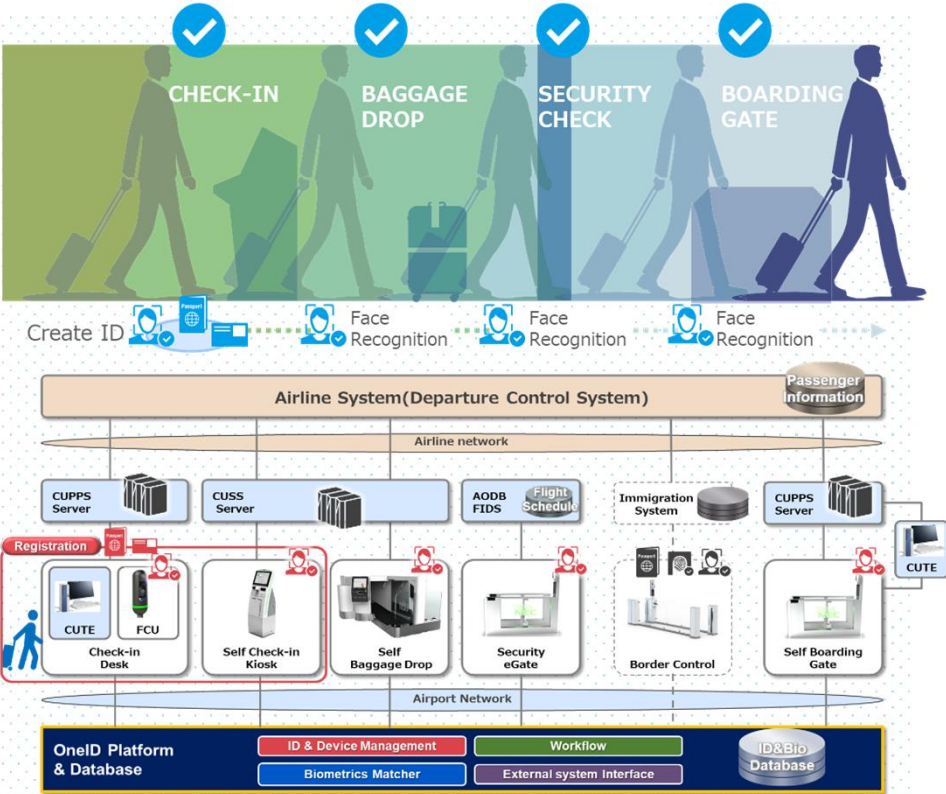 CHECK-IN
BAGGAGE
DROP
SECURITY
CHECK
BOARDING
GATE
Create ID
Passport
Face
Recognition
Face
Recognition
Face
Recognition
Airline System(Departure Control System)
Passenger
Information
Airline network
CUPPS
Server
CUSS
Server
AODB
FIDS
Flight
Schedule
Immigration
System
CUPPS
Server
CUTE
Registration
CUTE
FCU
Check-in
Desk
Self Check-in
Kiosk
Self
Baggage Drop
Security
eGate
Passport
Border Control
Self Boarding
Gate
Airport Network
OneID Platform
& Database
ID & Device Management
Workflow
Biometrics Matcher
External system Interface
ID&Bio
Database